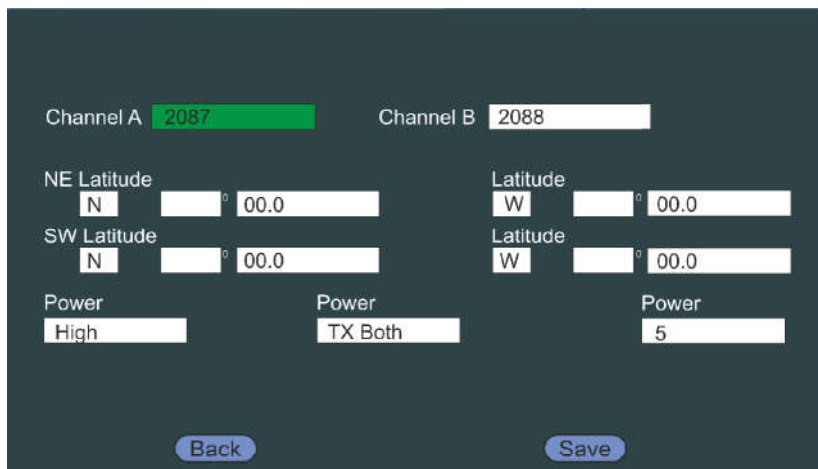 Channel A 2087 Channel B 2088
NE Latitude Latitude
N ° 00.0 W ° 00.0
SW Latitude Latitude
N ° 00.0 W ° 00.0
Power Power Power
High TX Both 5
Back Save